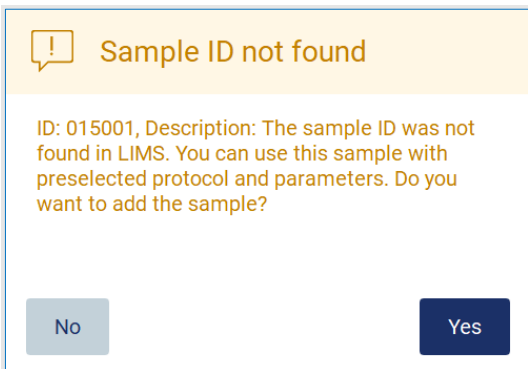 Sample ID not found
ID: 015001, Description: The sample ID was not
found in LIMS. You can use this sample with
preselected protocol and parameters. Do you
want to add the sample?
No
Yes